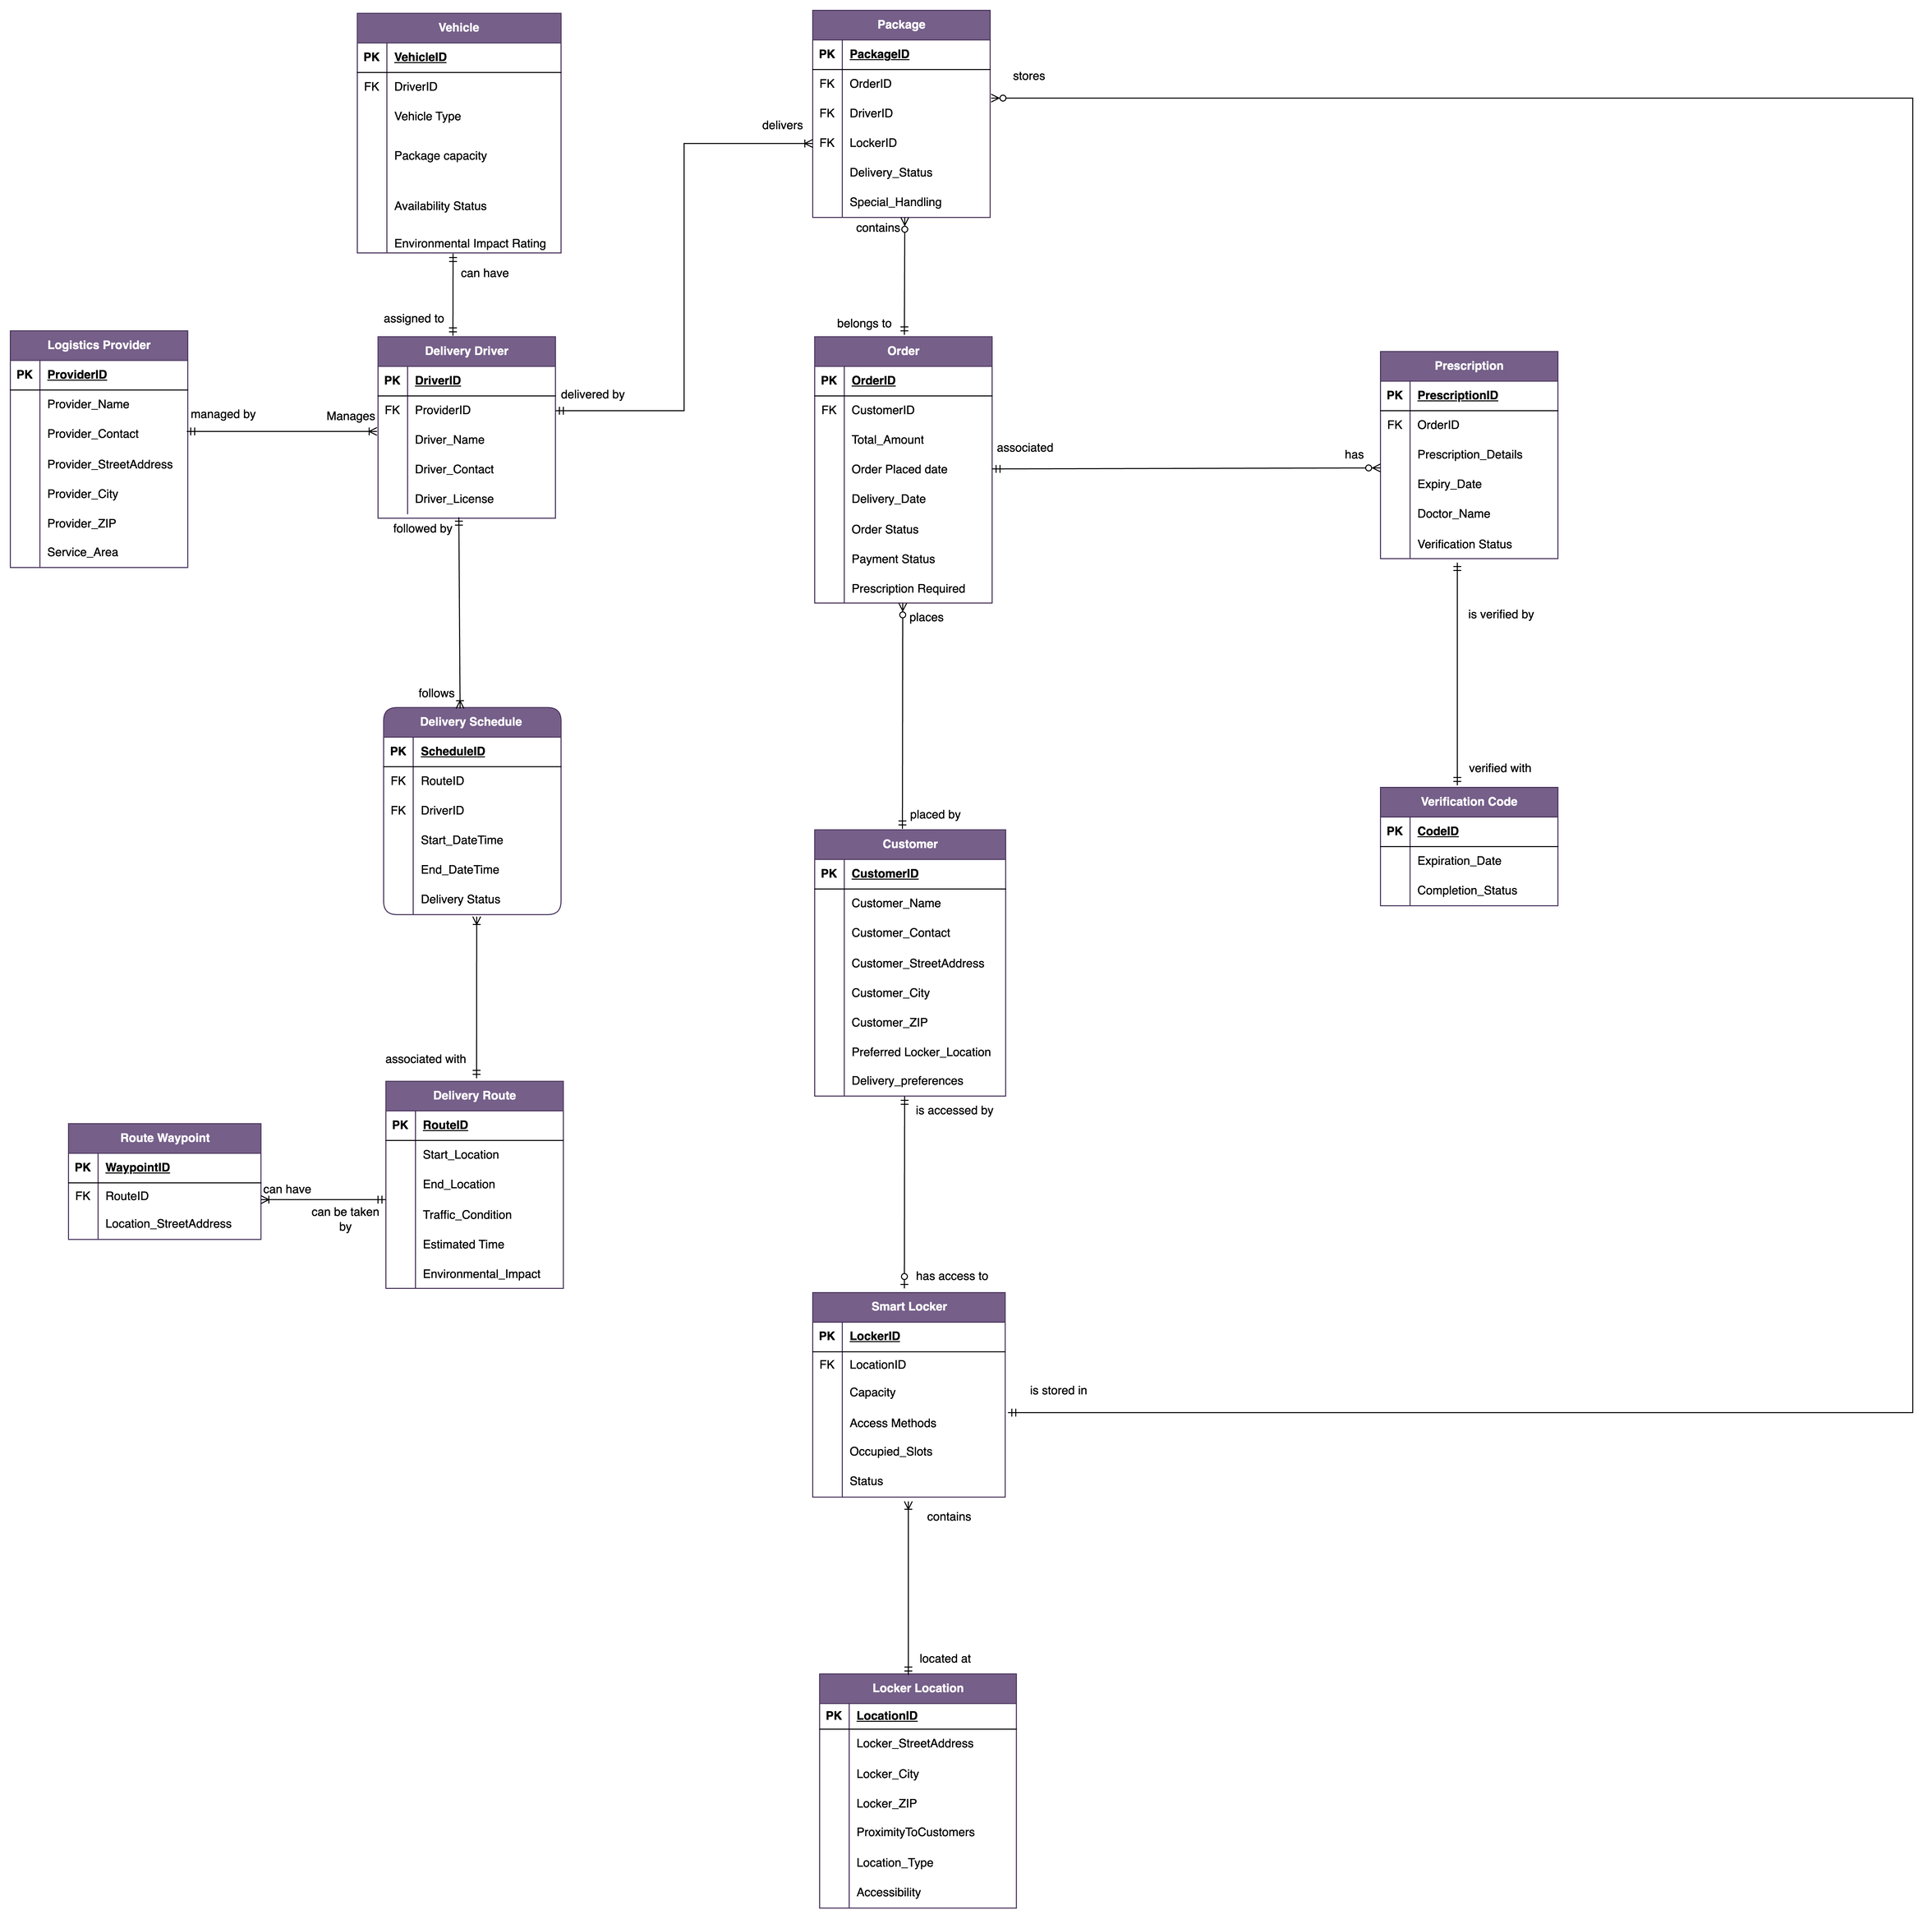 Vehicle
PK VehicleID
FK DriverID
Vehicle Type
Package capacity
Availability Status
Environmental Impact Rating
can have
assigned to
Package
PK PackageID
FK OrderID
FK DriverID
FK LockerID
Delivery_Status
Special_Handling
stores
delivers
contains
belongs to
Logistics Provider
PK ProviderID
Provider_Name
Provider_Contact
Provider_StreetAddress
Provider_City
Provider_ZIP
Service_Area
managed by
Manages
Delivery Driver
PK DriverID
FK ProviderID
Driver_Name
Driver_Contact
Driver_License
delivered by
followed by
follows
Order
PK OrderID
FK CustomerID
Total_Amount
Order Placed date
Delivery_Date
Order Status
Payment Status
Prescription Required
associated
has
places
placed by
Prescription
PK PrescriptionID
FK OrderID
Prescription_Details
Expiry_Date
Doctor_Name
Verification Status
is verified by
verified with
Delivery Schedule
PK ScheduleID
FK RouteID
FK DriverID
Start_DateTime
End_DateTime
Delivery Status
associated with
Verification Code
PK CodeID
Expiration_Date
Completion_Status
Customer
PK CustomerID
Customer_Name
Customer_Contact
Customer_StreetAddress
Customer_City
Customer_ZIP
Preferred Locker_Location
Delivery_preferences
is accessed by
has access to
Route Waypoint
PK WaypointID
FK RouteID
Location_StreetAddress
can have
can be taken
by
Delivery Route
PK RouteID
Start_Location
End_Location
Traffic_Condition
Estimated Time
Environmental_Impact
Smart Locker
PK LockerID
FK LocationID
Capacity
Access Methods
Occupied_Slots
Status
is stored in
contains
located at
Locker Location
PK LocationID
Locker_StreetAddress
Locker_City
Locker_ZIP
ProximityToCustomers
Location_Type
Accessibility